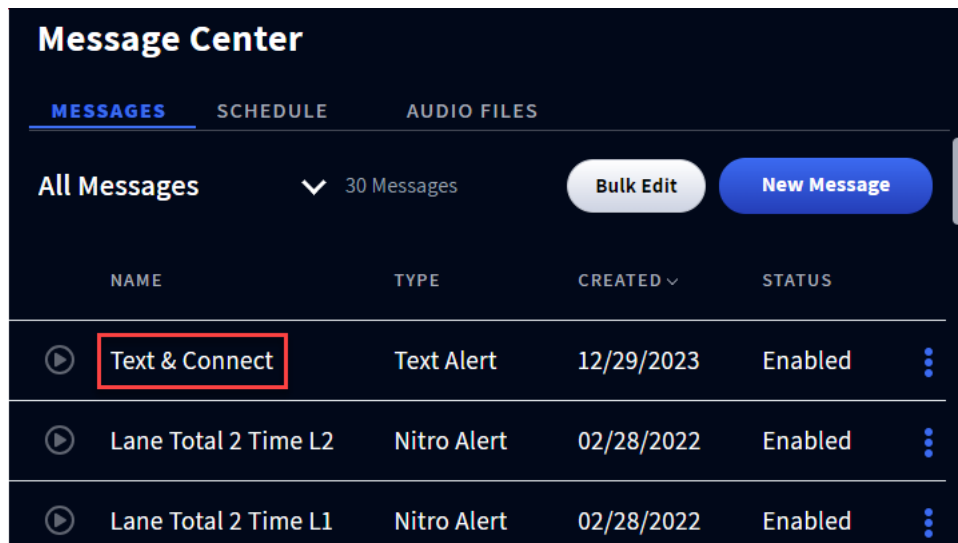 Message Center
MESSAGES SCHEDULE AUDIO FILES
All Messages 30 Messages Bulk Edit New Message
NAME TYPE CREATED STATUS
Text & Connect Text Alert 12/29/2023 Enabled
Lane Total 2 Time L2 Nitro Alert 02/28/2022 Enabled
Lane Total 2 Time L1 Nitro Alert 02/28/2022 Enabled